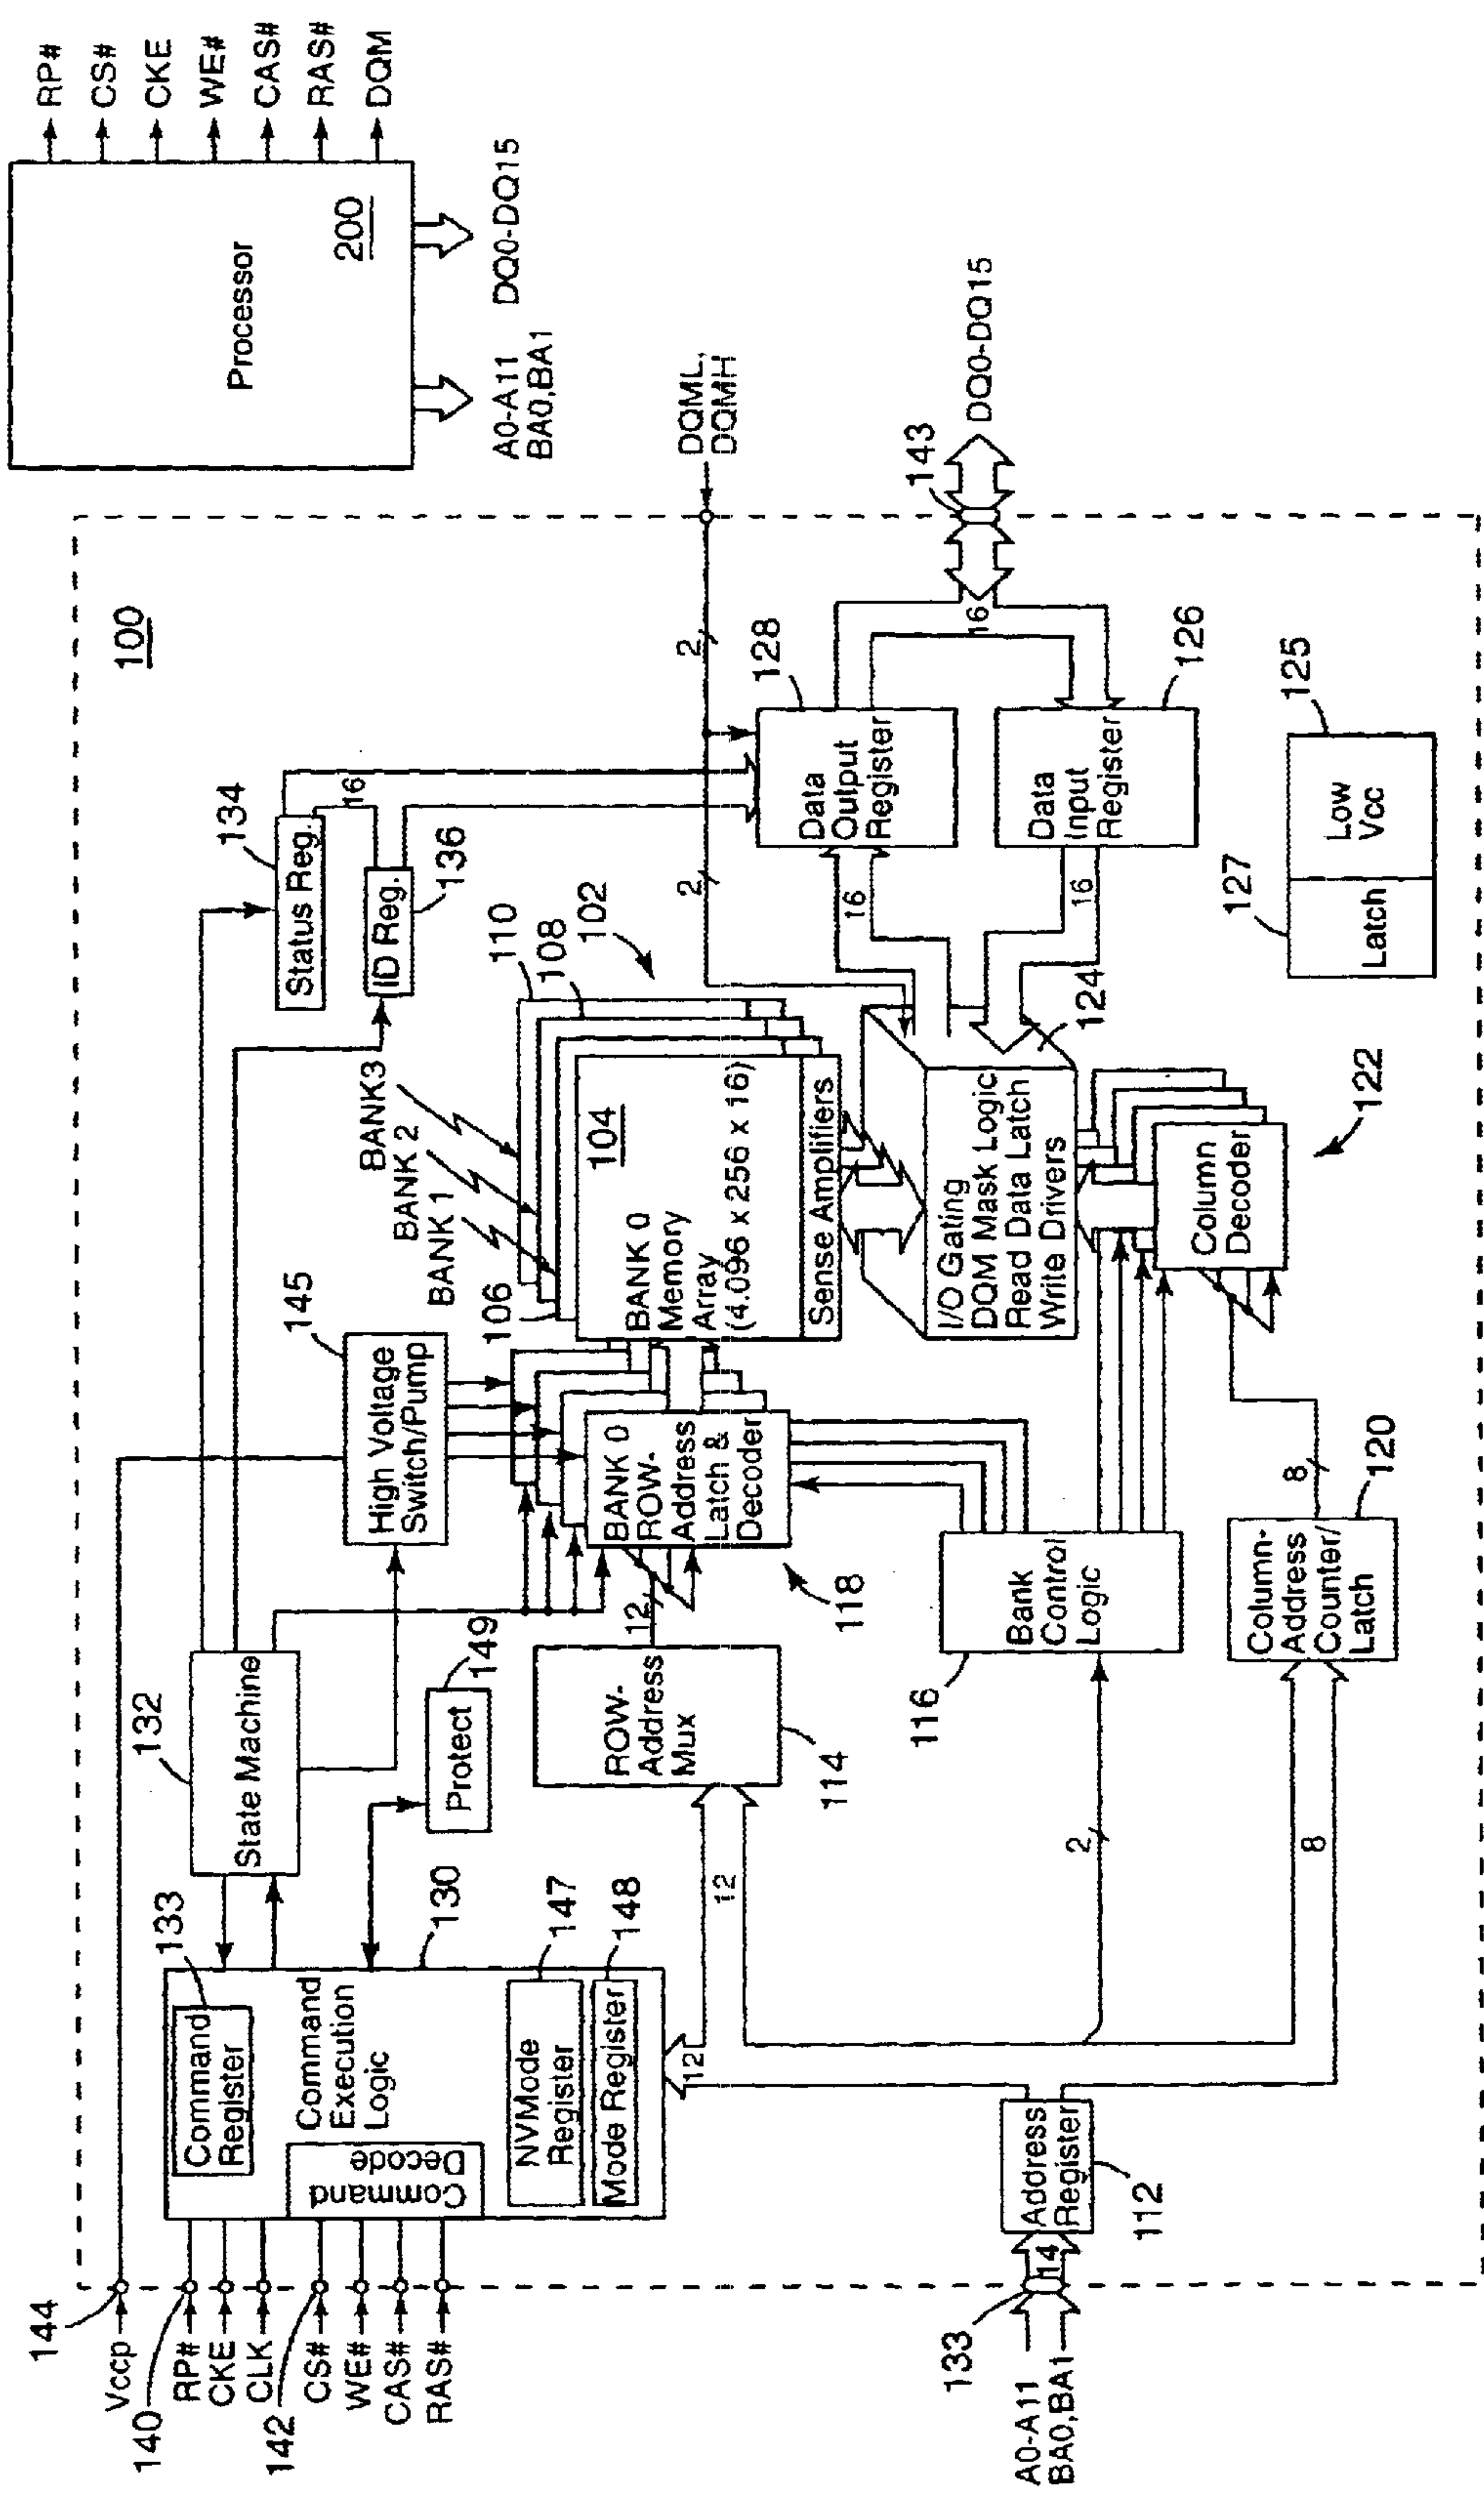 Processor
200
RP#
CS#
CKE
WE#
CAS#
RAS#
DQM
A0-A11
BA0,BA1
DQ0-DQ15
100
144
Vccp
140
RP#
CKE
CLK
142
CS#
WE#
CAS#
RAS#
133
Command
Register
Command
Execution
Logic
Command
Decode
130
NVMode
Register
147
Mode Register
148
132
State Machine
149
Protect
145
High Voltage
Switch/Pump
134
Status Reg.
16
ID Reg.
136
BANK3
BANK 2
BANK 1
110
108
102
106
104
BANK 0
Memory
Array
(4.096 x 256 x 16)
Sense Amplifiers
BANK 0
ROW-
Address
Latch &
Decoder
118
12
ROW-
Address
Mux
114
12
12
2
2
DQML,
DQMH
128
Data
Output
Register
16
16
143
DQ0-DQ15
Data
Input
Register
126
16
I/O Gating
DQM Mask Logic
Read Data Latch
Write Drivers
124
Column
Decoder
122
116
Bank
Control
Logic
2
Column-
Address
Counter/
Latch
120
8
8
127
Latch
Low
Vcc
125
A0-A11
BA0,BA1
133
14
Address
Register
112